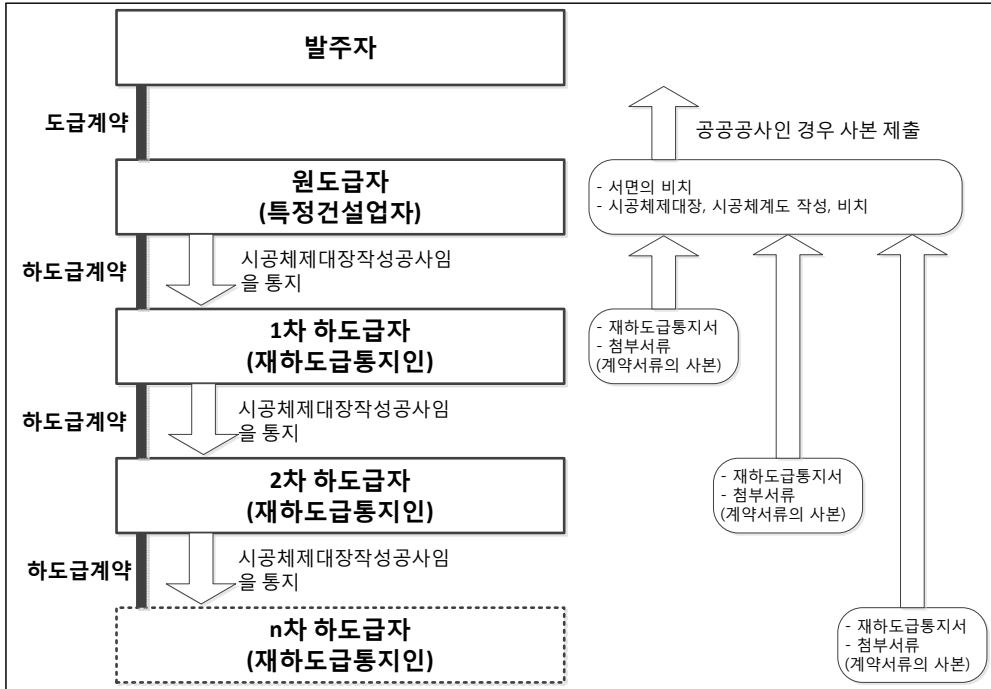 발주자
도급계약
공공공사인 경우 사본 제출
원도급자
(특정건설업자)
- 서면의 비치
- 시공체제대장, 시공체계도 작성, 비치
하도급계약
시공체제대장작성공사임
을 통지
1차 하도급자
(재하도급통지인)
- 재하도급통지서
- 첨부서류
(계약서류의 사본)
하도급계약
시공체제대장작성공사임
을 통지
2차 하도급자
(재하도급통지인)
- 재하도급통지서
- 첨부서류
(계약서류의 사본)
하도급계약
시공체제대장작성공사임
을 통지
n차 하도급자
(재하도급통지인)
- 재하도급통지서
- 첨부서류
(계약서류의 사본)